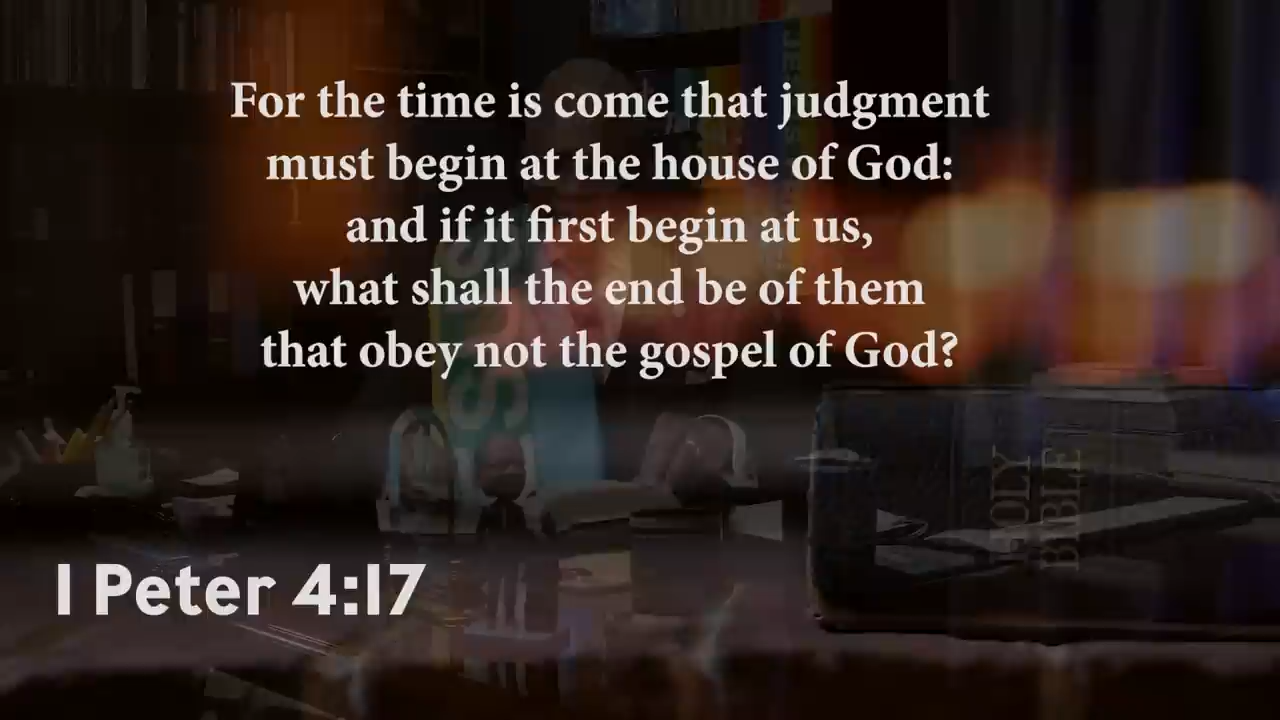 For the time is come that judgment
must begin at the house of God:
and if it first begin at us,
what shall the end be of them
that obey not the gospel of God?
HOLY
BIBLE
I Peter 4:17